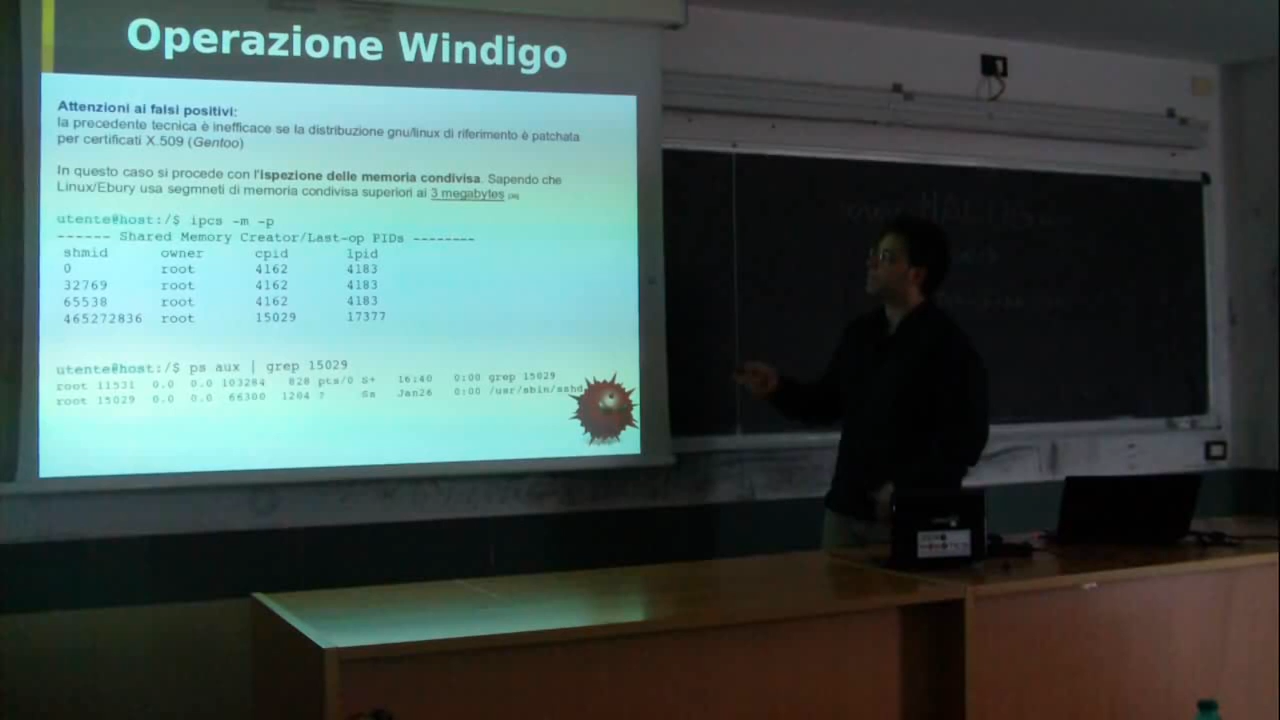 Operazione Windigo
Attenzioni ai falsi positivi:
la precedente tecnica è inefficace se la distribuzione gnu/linux di riferimento è patchata
per certificati X.509 (Gentoo)
In questo caso si procede con l'Ispezione delle memoria condivisa. Sapendo che
Linux/Ebury usa segmneti di memoria condivisa superiori ai 3 megabytes
utente@host:/$ ipcs -m -p
------ Shared Memory Creator/Last-op PIDs --------
shmid owner cpid lpid
0 root 4162 4183
32769 root 4162 4183
65538 root 4162 4183
465272836 root 15029 17377
utente@host:/$ ps aux | grep 15029
root 11531 0.0 0.0 103284 828 pts/0 S+ 16:40 0:00 grep 15029
root 15029 0.0 0.0 66300 1204 ? Ss Jan26 0:00 /usr/sbin/sshd